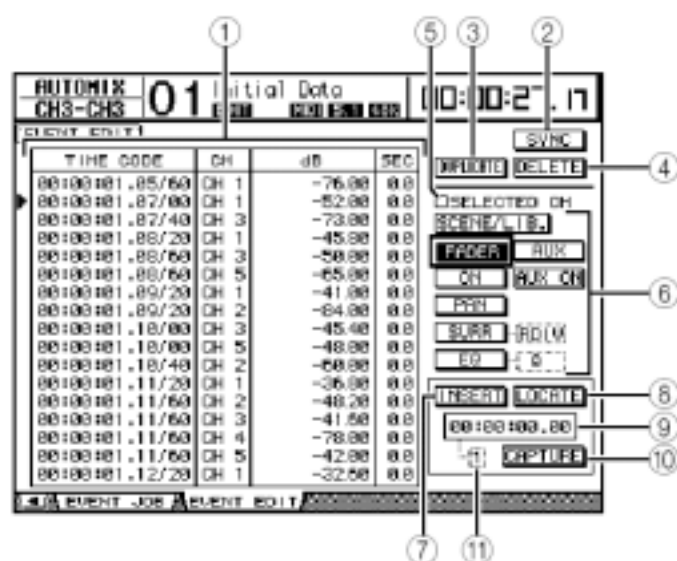 ① ⑤ ③ ②
AUTOMIX 01 Initial Data 00:00:27.17
CH3-CH3 EDIT MIDI 5.1 48K
EVENT EDIT
SYNC
TIME CODE CH dB SEC
DUPLICATE DELETE ④
00:00:01.05/60 CH 1 -76.00 0.0
00:00:01.07/00 CH 1 -52.00 0.0
00:00:01.07/40 CH 3 -73.00 0.0
00:00:01.08/20 CH 1 -45.80 0.0
00:00:01.08/60 CH 3 -50.00 0.0
00:00:01.08/60 CH 5 -65.00 0.0
00:00:01.09/20 CH 1 -41.00 0.0
00:00:01.09/20 CH 2 -84.00 0.0
00:00:01.10/00 CH 3 -45.40 0.0
00:00:01.10/00 CH 5 -48.00 0.0
00:00:01.10/40 CH 2 -60.00 0.0
00:00:01.11/20 CH 1 -36.80 0.0
00:00:01.11/60 CH 2 -48.20 0.0
00:00:01.11/60 CH 3 -41.60 0.0
00:00:01.11/60 CH 4 -78.00 0.0
00:00:01.11/60 CH 5 -42.00 0.0
00:00:01.12/20 CH 1 -32.60 0.0
SELECTED CH
SCENE/LIB.
FADER AUX
ON AUX ON
PAN
SURR
EQ
⑥
INSERT LOCATE ⑧
00:00:00.00 ⑨
CAPTURE ⑩
EVENT JOB EVENT EDIT
⑦ ⑪